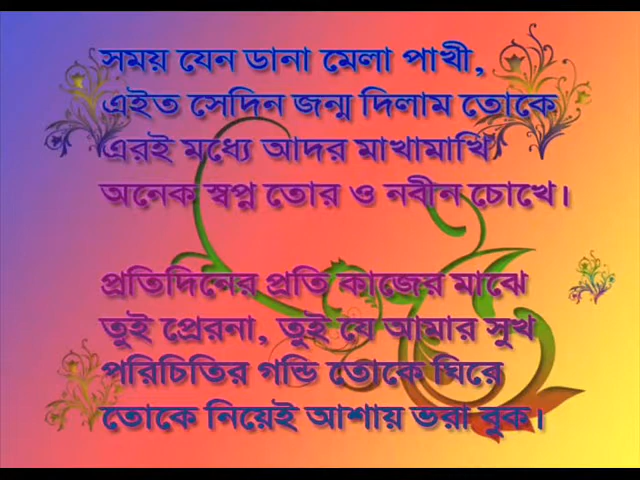 সময় যেন ডানা মেলা পাখী,
এইত সেদিন জন্ম দিলাম তোকে
এরই মধ্যে আদর মাখামাখি
অনেক স্বপ্ন তোর ও নবীন চোখে।
প্রতিদিনের প্রতি কাজের মাঝে
তুই প্রেরনা, তুই যে আমার সুখ
পরিচিতির গন্ডি তোকে ঘিরে
তোকে নিয়েই আশায় ভরা বুক।